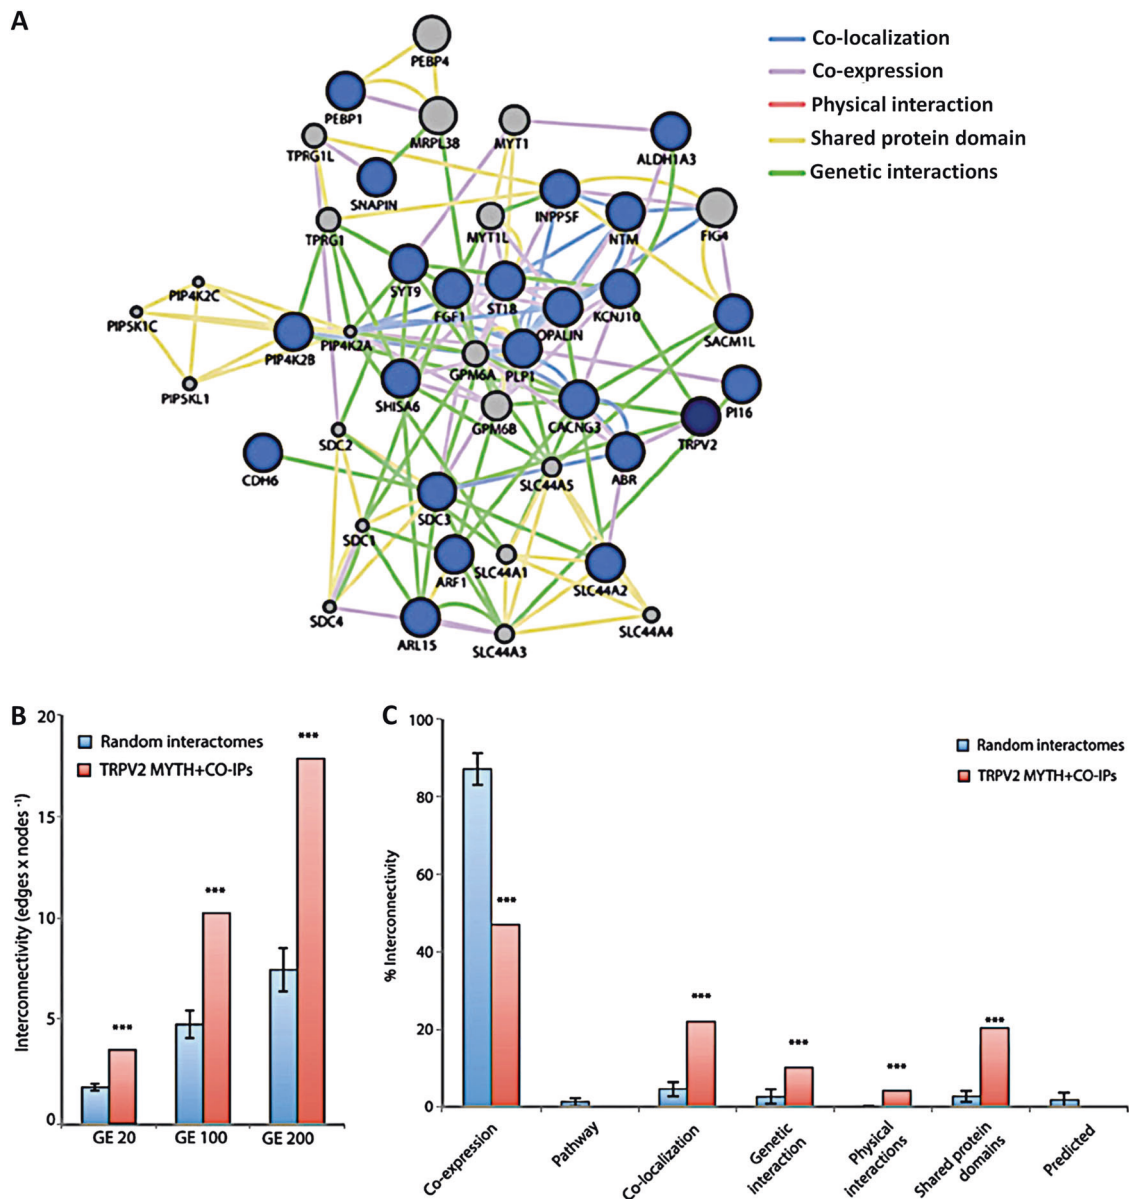 A
Co-localization
Co-expression
Physical interaction
Shared protein domain
Genetic interactions
PEBP4
PEBP1
MRPL38
MYT1
ALDH1A3
TPRG1L
SNAPIN
INPP5F
NTM
FIG4
MYT1L
TPRG1
SYT9
FGF1
ST18
OPALIN
KCNJ10
SACM1L
PIP4K2C
PIP5K1C
PIP4K2B
PIP4K2A
PIP5KL1
GPM6A
PLP1
SHISA6
GPM6B
CACNG3
PI16
TRPV2
SDC2
CDH6
SLC44A5
ABR
SDC3
SDC1
ARF1
SLC44A1
SLC44A2
SDC4
ARL15
SLC44A3
SLC44A4
B
20
15
10
5
0
Interconnectivity (edges x nodes⁻¹)
Random interactomes
TRPV2 MYTH+CO-IPs
***
***
***
GE 20
GE 100
GE 200
C
100
80
60
40
20
0
% Interconnectivity
Random interactomes
TRPV2 MYTH+CO-IPs
***
***
***
***
***
Co-expression
Pathway
Co-localization
Genetic
interaction
Physical
interactions
Shared protein
domains
Predicted